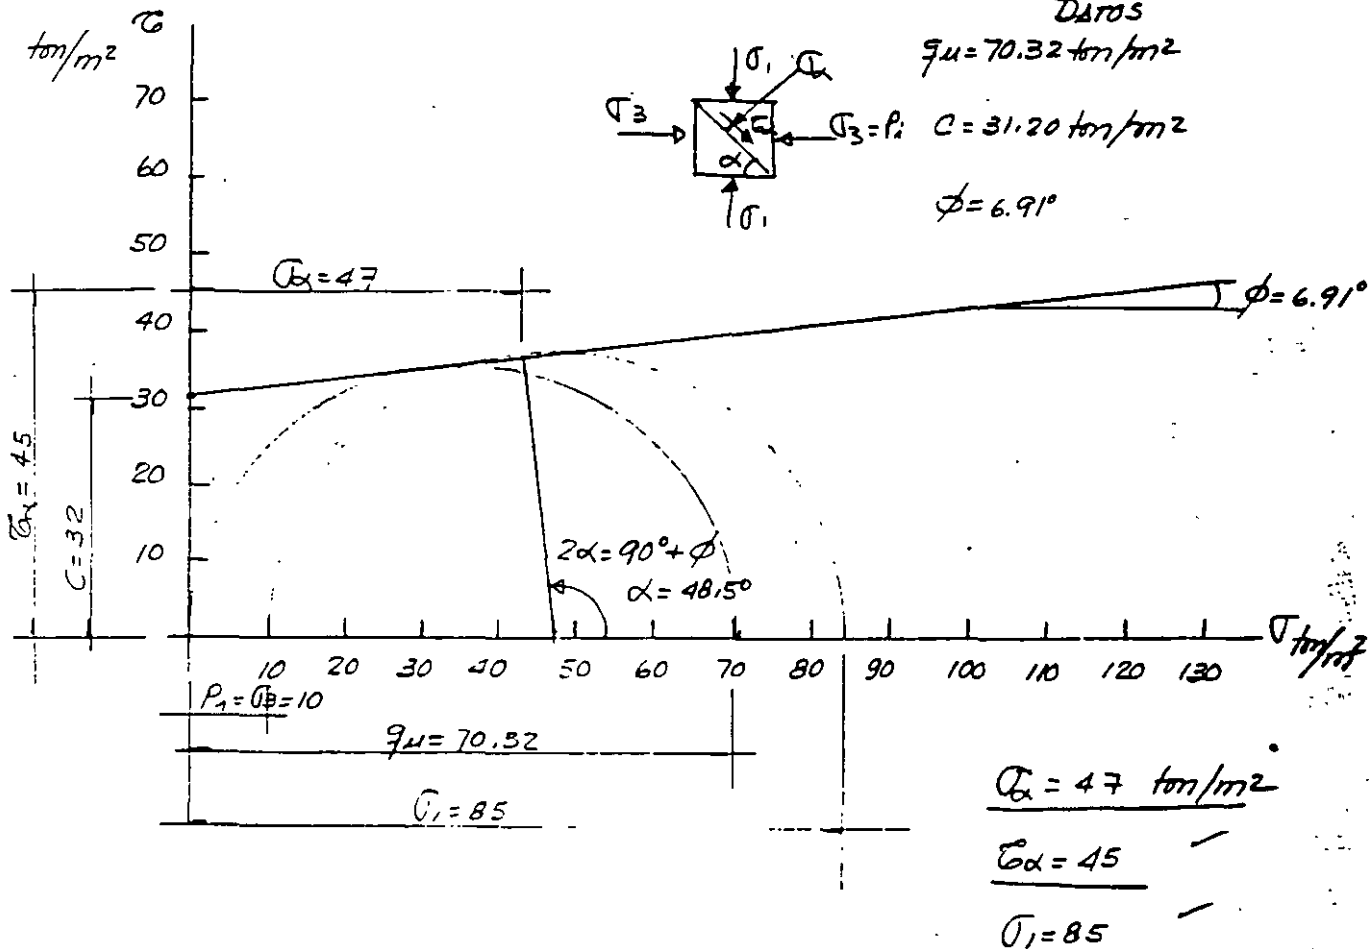 τ
ton/m²
70
60
50
40
30
20
10
DATOS
qu = 70.32 ton/m²
C = 31.20 ton/m²
φ = 6.91°
σ1
σα
σ3
τα
σ3 = Pi
α
σ1
σα = 47
φ = 6.91°
τα = 45
C = 32
2α = 90° + φ
α = 48.5°
10 20 30 40 50 60 70 80 90 100 110 120 130
σ ton/m²
P1 = σ3 = 10
qu = 70.32
σ1 = 85
σα = 47 ton/m²
τα = 45
σ1 = 85